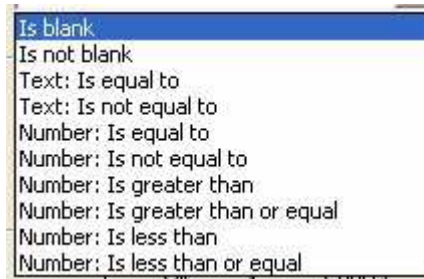 Is blank
Is not blank
Text: Is equal to
Text: Is not equal to
Number: Is equal to
Number: Is not equal to
Number: Is greater than
Number: Is greater than or equal
Number: Is less than
Number: Is less than or equal